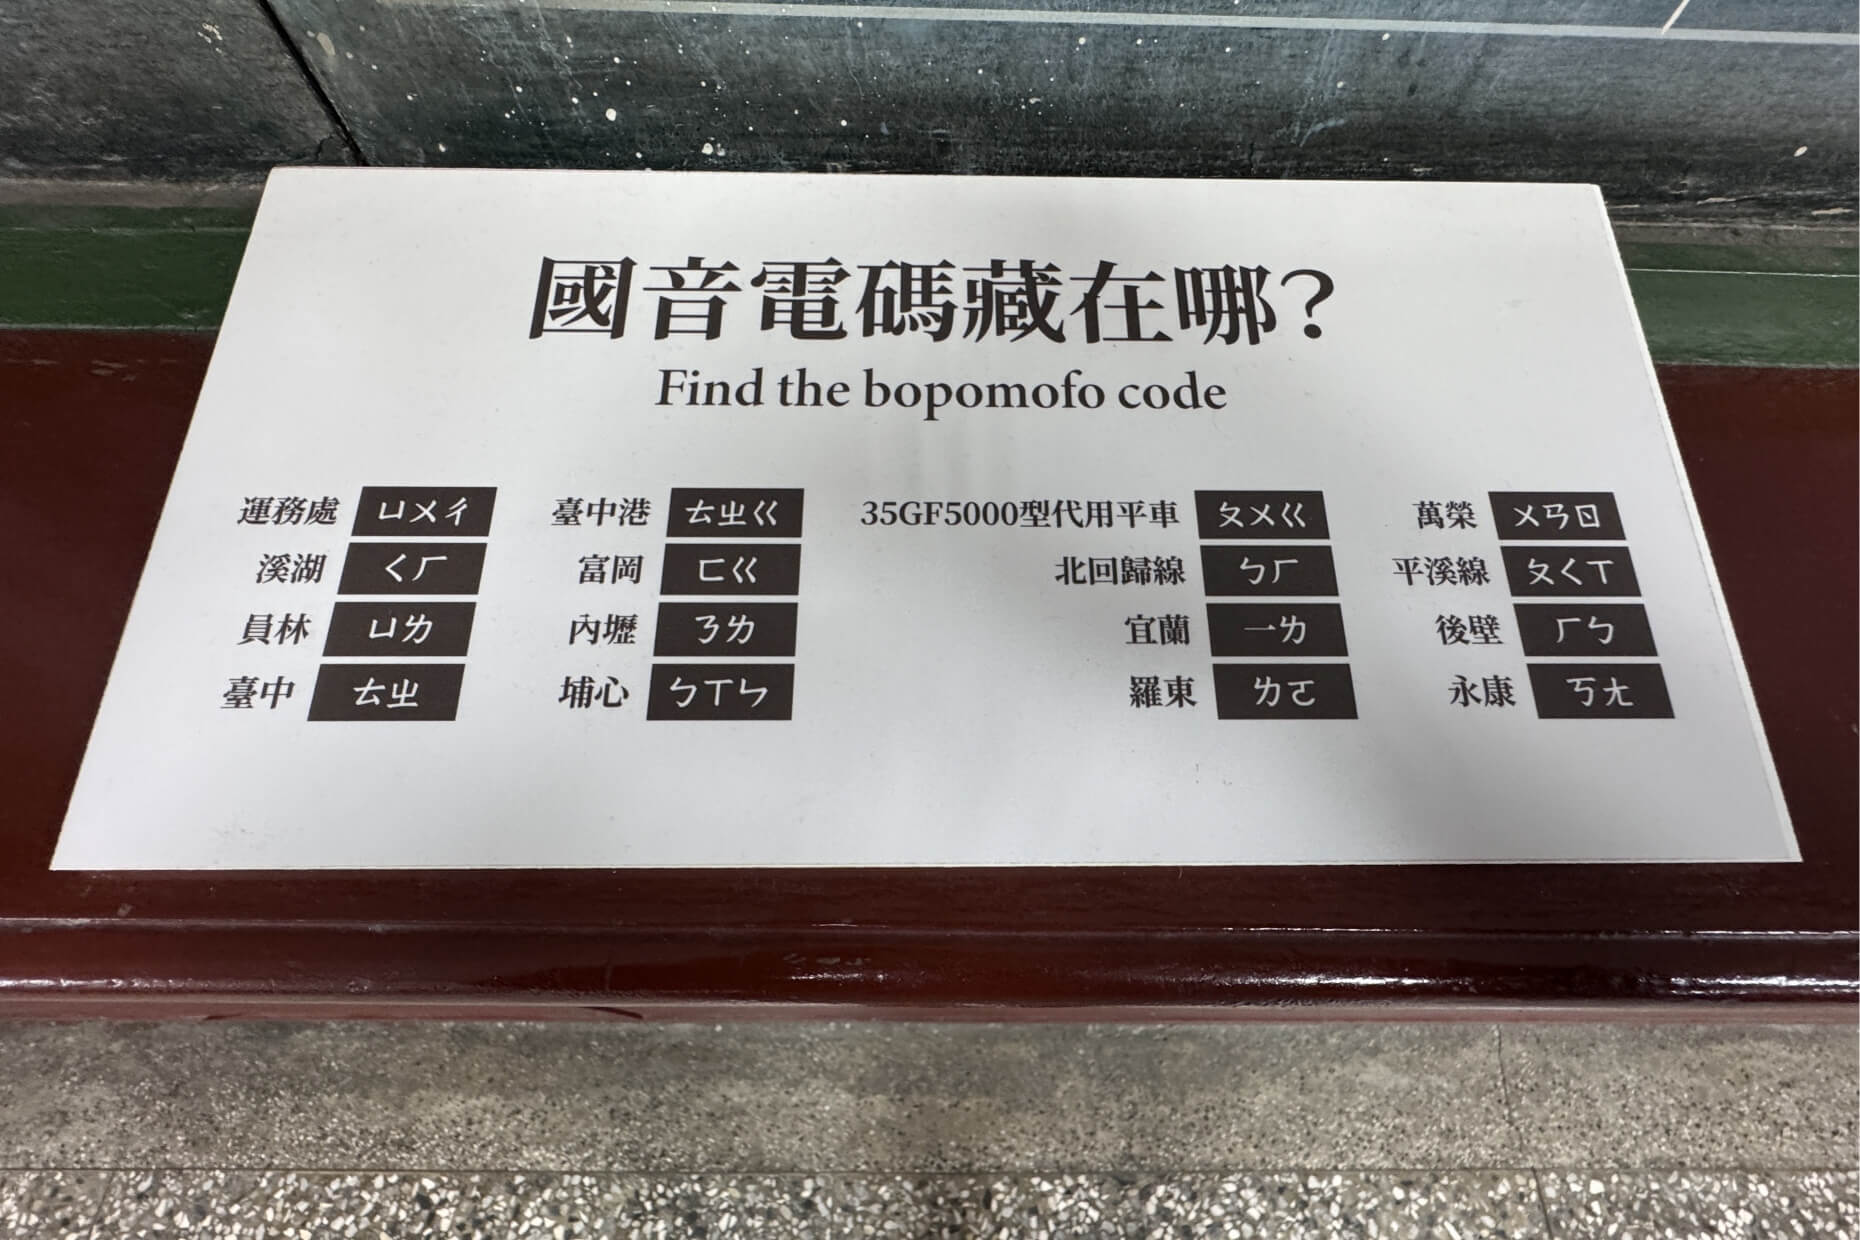 國音電碼藏在哪?
Find the bopomofo code
運務處 ㄩㄨㄔ 臺中港 ㄊㄓㄍ 35GF5000型代用平車 ㄆㄨㄍ 萬榮 ㄨㄢㄖ
溪湖 ㄑㄏ 富岡 ㄈㄍ 北回歸線 ㄅㄏ 平溪線 ㄆㄑㄒ
員林 ㄩㄌ 內壢 ㄋㄌ 宜蘭 ㄧㄌ 後壁 ㄏㄅ
臺中 ㄊㄓ 埔心 ㄅㄒㄣ 羅東 ㄌㄛ 永康 ㄎㄤ